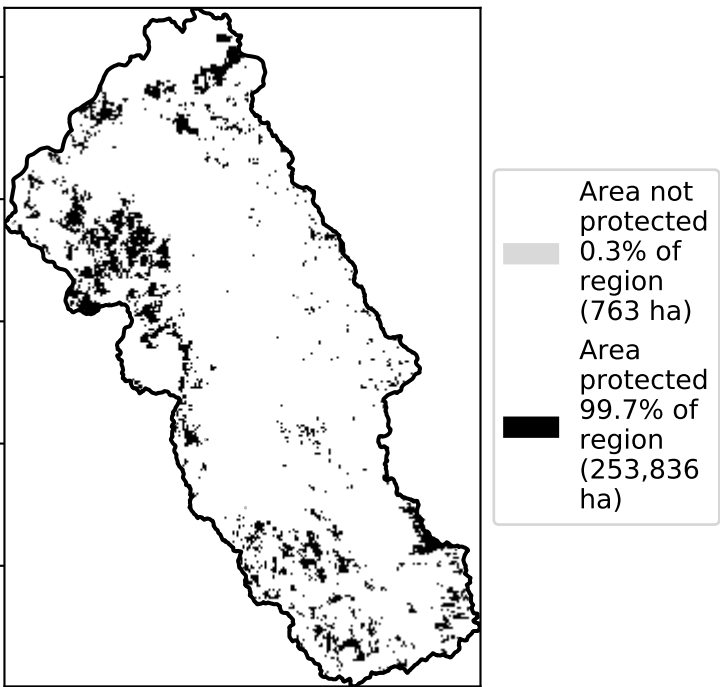 Area not
protected
0.3% of
region
(763 ha)
Area
protected
99.7% of
region
(253,836
ha)